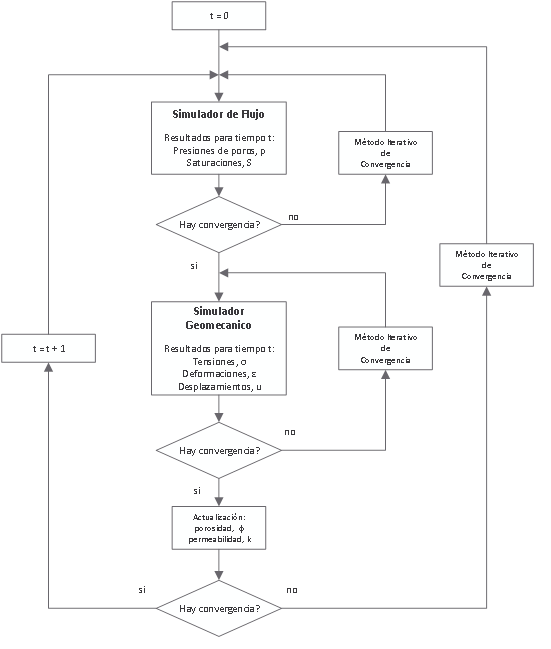 t = 0
Simulador de Flujo
Resultados para tiempo t:
Presiones de poros, p
Saturaciones, S
Método Iterativo
de
Convergencia
Hay convergencia?
no
si
Método Iterativo
de
Convergencia
Simulador
Geomecanico
Resultados para tiempo t:
Tensiones, σ
Deformaciones, ε
Desplazamientos, u
Método Iterativo
de
Convergencia
t = t + 1
Hay convergencia?
no
si
Actualización:
porosidad, ϕ
permeabilidad, k
Hay convergencia?
si
no